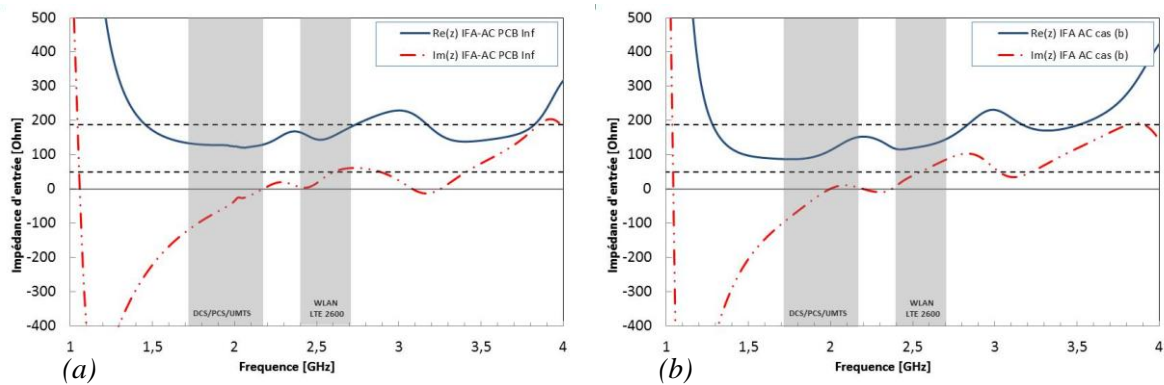 500
400
300
200
100
0
-100
-200
-300
-400
Impédance d'entrée [Ohm]
Re(z) IFA-AC PCB Inf
Im(z) IFA-AC PCB Inf
DCS/PCS/UMTS
WLAN
LTE 2600
1 1,5 2 2,5 3 3,5 4
Frequence [GHz]
(a)
500
400
300
200
100
0
-100
-200
-300
-400
Impédance d'entrée [Ohm]
Re(z) IFA AC cas (b)
Im(z) IFA AC cas (b)
DCS/PCS/UMTS
WLAN
LTE 2600
1 1,5 2 2,5 3 3,5 4
Frequence [GHz]
(b)